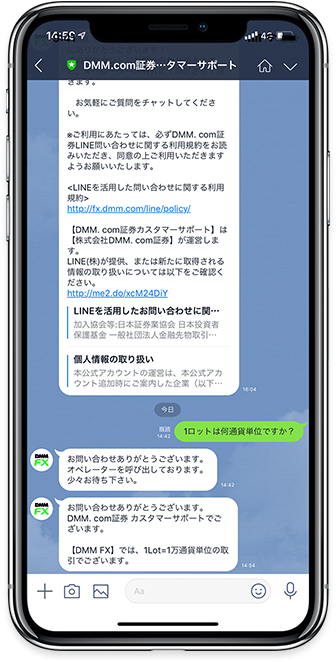 14:59
4G
DMM.com証券…タマーサポート
きます。
お気軽にご質問をチャットしてくださ
い。
※ご利用にあたっては、必ずDMM. com証
券LINE問い合わせに関する利用規約をお読
みいただき、同意の上ご利用いただきます
ようお願いいたします。
<LINEを活用した問い合わせに関する利用
規約>
http://fx.dmm.com/line/policy/
【DMM. com証券カスタマーサポート】は
【株式会社DMM. com証券】が運営しま
す。
LINE(株)が提供、または新たに取得される
情報の取り扱いについては以下をご確認く
ださい。
http://me2.do/xcM24DiY
LINEを活用したお問い合わせに関…
加入協会等:日本証券業協会 日本投資者
保護基金 一般社団法人金融先物取引…
個人情報の取り扱い
本公式アカウントの運営は、本公式アカ
ウント追加時にご案内した企業（以下…
16:04
今日
既読
14:42
1ロットは何通貨単位ですか？
DMM
FX
お問い合わせありがとうございます。
オペレーターを呼び出しております。
少々お待ち下さい。
14:42
DMM
FX
お問い合わせありがとうございます。
DMM. com証券 カスタマーサポートでご
ざいます。
【DMM FX】では、1Lot=1万通貨単位の取
引でございます。
14:54
Aa